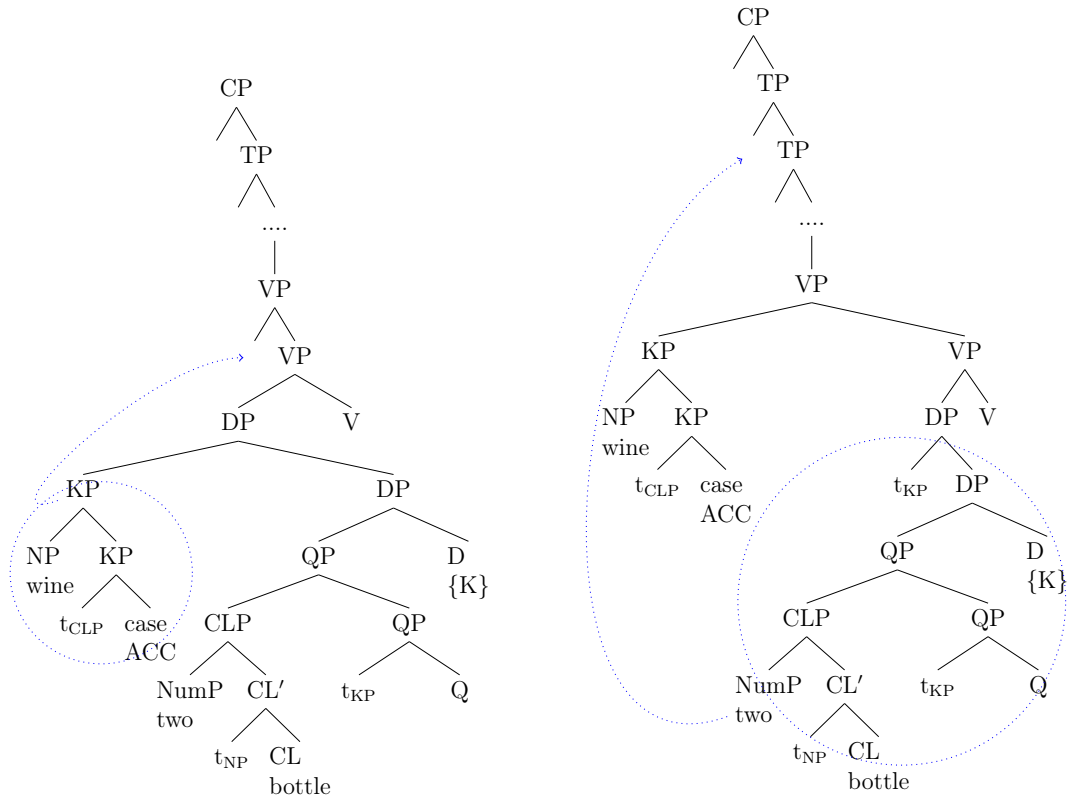 CP
TP
....
VP
VP
DP V
KP DP
NP KP QP D
wine {K}
t_CLP case CLP QP
ACC
NumP CL′ t_KP Q
two
t_NP CL
bottle
CP
TP
TP
....
VP
KP VP
NP KP DP V
wine
t_CLP case t_KP DP
ACC
QP D
{K}
CLP QP
NumP CL′ t_KP Q
two
t_NP CL
bottle